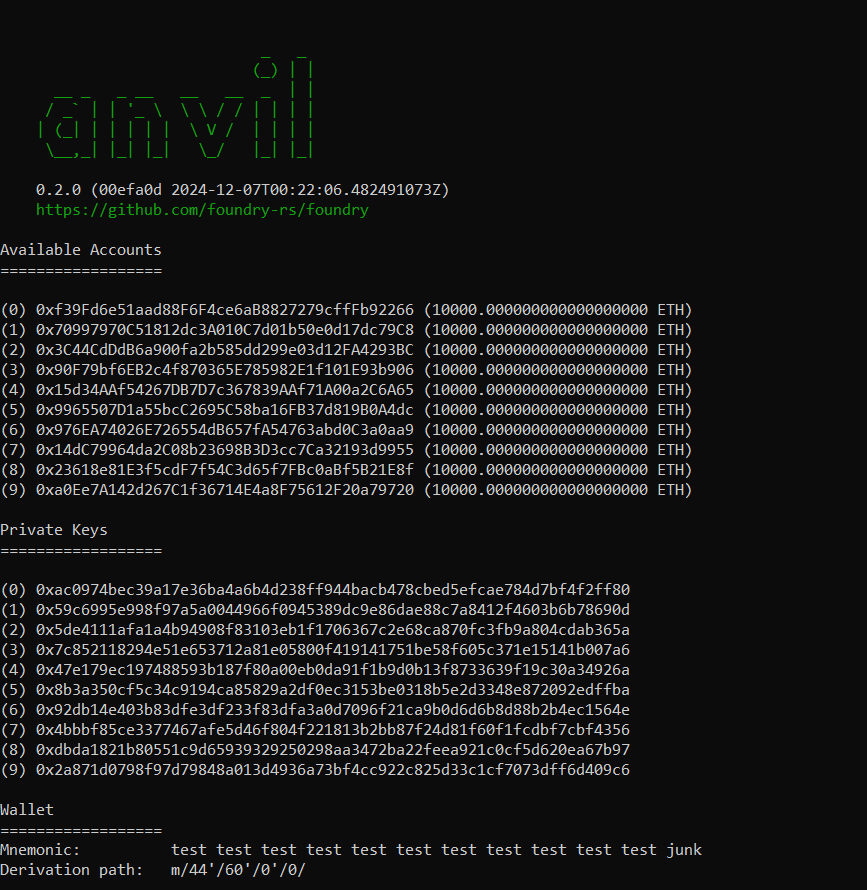 _   _
                            (_) | |
      __ _   _ __   __   __  _  | |
     / _` | | '_ \  \ \ / / | | | |
    | (_| | | | | |  \ V /  | | | |
     \__,_| |_| |_|   \_/   |_| |_|
0.2.0 (00efa0d 2024-12-07T00:22:06.482491073Z)
https://github.com/foundry-rs/foundry
Available Accounts
==================
(0) 0xf39Fd6e51aad88F6F4ce6aB8827279cffFb92266 (10000.000000000000000000 ETH)
(1) 0x70997970C51812dc3A010C7d01b50e0d17dc79C8 (10000.000000000000000000 ETH)
(2) 0x3C44CdDdB6a900fa2b585dd299e03d12FA4293BC (10000.000000000000000000 ETH)
(3) 0x90F79bf6EB2c4f870365E785982E1f101E93b906 (10000.000000000000000000 ETH)
(4) 0x15d34AAf54267DB7D7c367839AAf71A00a2C6A65 (10000.000000000000000000 ETH)
(5) 0x9965507D1a55bcC2695C58ba16FB37d819B0A4dc (10000.000000000000000000 ETH)
(6) 0x976EA74026E726554dB657fA54763abd0C3a0aa9 (10000.000000000000000000 ETH)
(7) 0x14dC79964da2C08b23698B3D3cc7Ca32193d9955 (10000.000000000000000000 ETH)
(8) 0x23618e81E3f5cdF7f54C3d65f7FBc0aBf5B21E8f (10000.000000000000000000 ETH)
(9) 0xa0Ee7A142d267C1f36714E4a8F75612F20a79720 (10000.000000000000000000 ETH)
Private Keys
==================
(0) 0xac0974bec39a17e36ba4a6b4d238ff944bacb478cbed5efcae784d7bf4f2ff80
(1) 0x59c6995e998f97a5a0044966f0945389dc9e86dae88c7a8412f4603b6b78690d
(2) 0x5de4111afa1a4b94908f83103eb1f1706367c2e68ca870fc3fb9a804cdab365a
(3) 0x7c852118294e51e653712a81e05800f419141751be58f605c371e15141b007a6
(4) 0x47e179ec197488593b187f80a00eb0da91f1b9d0b13f8733639f19c30a34926a
(5) 0x8b3a350cf5c34c9194ca85829a2df0ec3153be0318b5e2d3348e872092edffba
(6) 0x92db14e403b83dfe3df233f83dfa3a0d7096f21ca9b0d6d6b8d88b2b4ec1564e
(7) 0x4bbbf85ce3377467afe5d46f804f221813b2bb87f24d81f60f1fcdbf7cbf4356
(8) 0xdbda1821b80551c9d65939329250298aa3472ba22feea921c0cf5d620ea67b97
(9) 0x2a871d0798f97d79848a013d4936a73bf4cc922c825d33c1cf7073dff6d409c6
Wallet
==================
Mnemonic:          test test test test test test test test test test test junk
Derivation path:   m/44'/60'/0'/0/